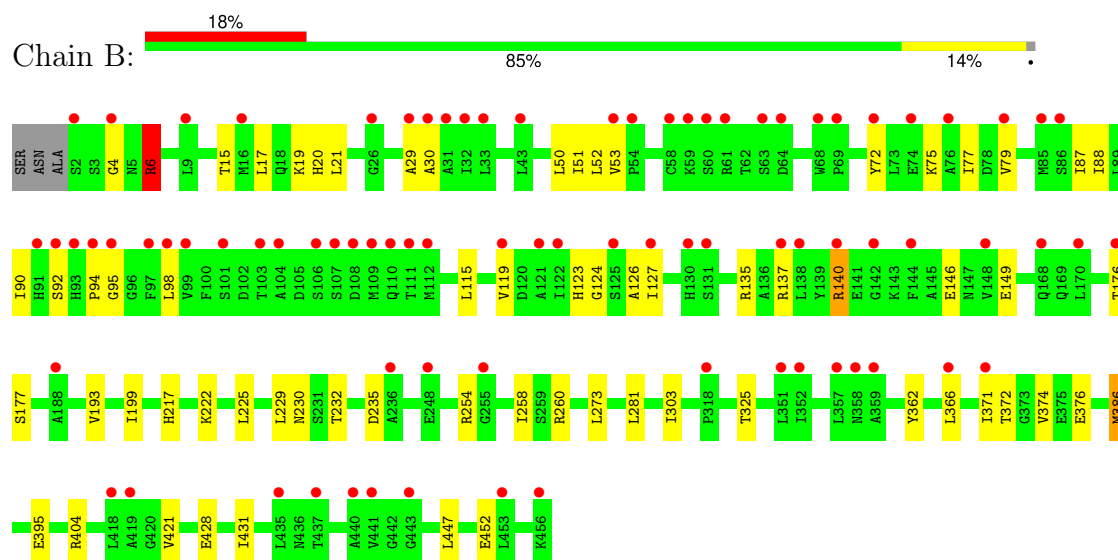 18%
Chain B:
85% 14% •
SER ASN ALA S2 S3 G4 N5 R6 L9 T15 M16 L17 Q18 K19 H20 L21 G26 A29 A30 A31 I32 L33 L43 L50 I51 L52 V53 P54 C58 K59 S60 R61 T62 S63 D64 W68 P69 Y72 L73 E74 K75 A76 I77 D78 V79 M85 S86 I87 I88 L89
I90 H91 S92 H93 P94 G95 G96 F97 L98 V99 F100 S101 D102 T103 A104 D105 S106 S107 D108 M109 Q110 T111 M112 L115 V119 D120 A121 I122 H123 G124 S125 A126 I127 H130 S131 R135 A136 R137 L138 Y139 R140 E141 G142 K143 F144 A145 E146 N147 V148 E149 Q168 Q169 L170 T176
S177 A188 V193 I199 H217 K222 L225 L229 N230 S231 T232 D235 A236 E248 R254 G255 I258 S259 R260 L273 L281 I303 P318 T325 L351 I352 L357 N358 A359 Y362 L366 I371 T372 G373 V374 E375 E376 M386
E395 R404 L418 A419 G420 V421 E428 I431 L435 N436 T437 A440 V441 G442 G443 L447 E452 L453 K456